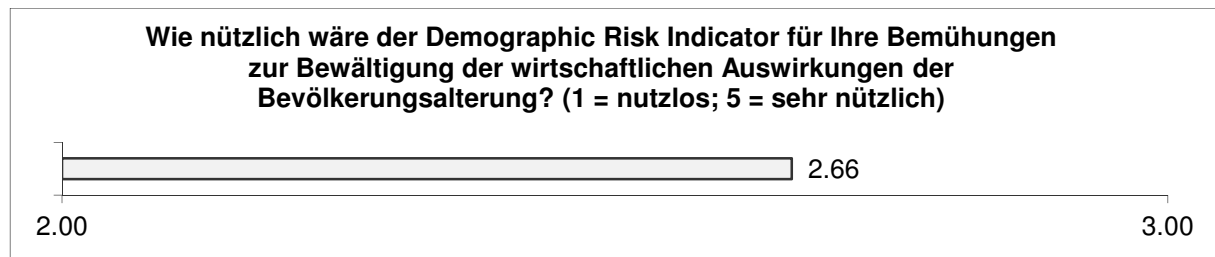 Wie nützlich wäre der Demographic Risk Indicator für Ihre Bemühungen
zur Bewältigung der wirtschaftlichen Auswirkungen der
Bevölkerungsalterung? (1 = nutzlos; 5 = sehr nützlich)
2.66
2.00 3.00